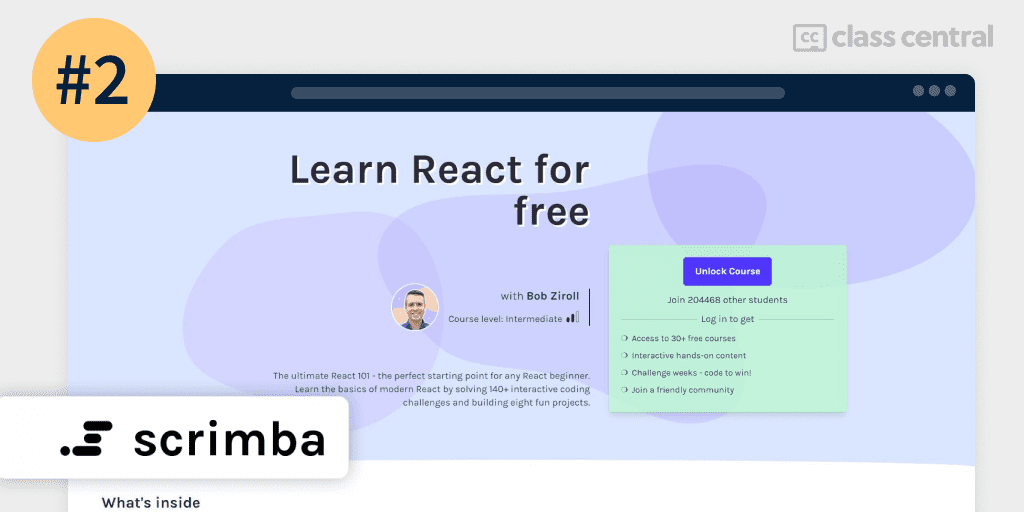 #2
class central
Learn React for
free
with Bob Ziroll
Course level: Intermediate
The ultimate React 101 - the perfect starting point for any React beginner.
Learn the basics of modern React by solving 140+ interactive coding
challenges and building eight fun projects.
Unlock Course
Join 204468 other students
Log in to get
Access to 30+ free courses
Interactive hands-on content
Challenge weeks - code to win!
Join a friendly community
scrimba
What's inside